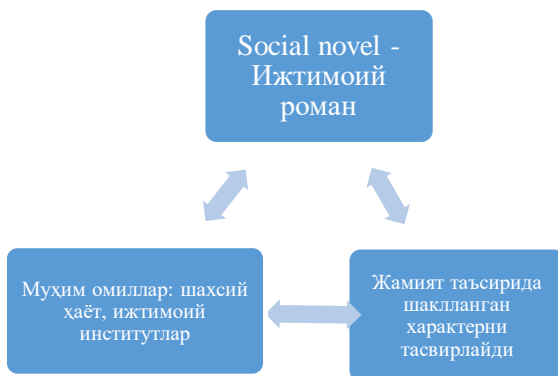 Social novel -
Ижтимоий
роман
Муҳим омиллар: шахсий
ҳаёт, ижтимоий
институтлар
Жамият таъсирида
шаклланган
характерни
тасвирлайди